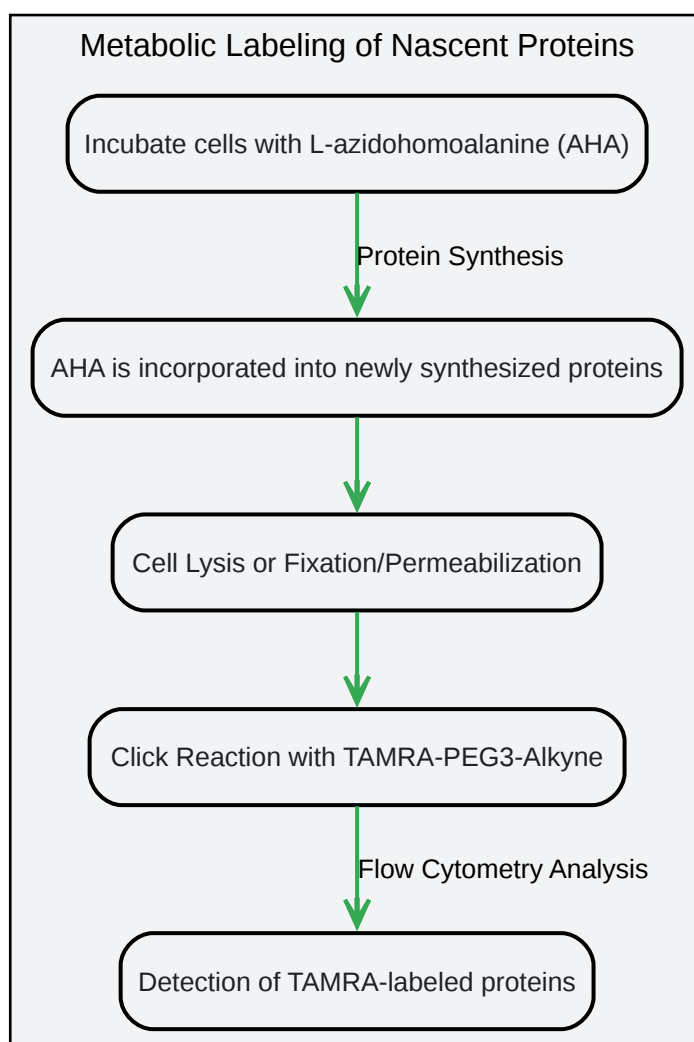 Metabolic Labeling of Nascent Proteins
Incubate cells with L-azidohomoalanine (AHA)
Protein Synthesis
AHA is incorporated into newly synthesized proteins
Cell Lysis or Fixation/Permeabilization
Click Reaction with TAMRA-PEG3-Alkyne
Flow Cytometry Analysis
Detection of TAMRA-labeled proteins